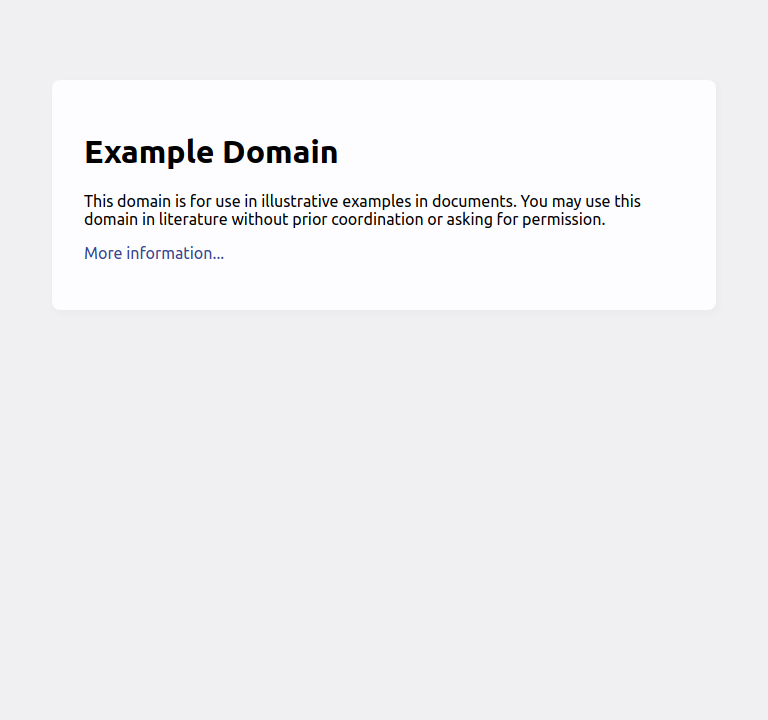 Example Domain
This domain is for use in illustrative examples in documents. You may use this
domain in literature without prior coordination or asking for permission.
More information...